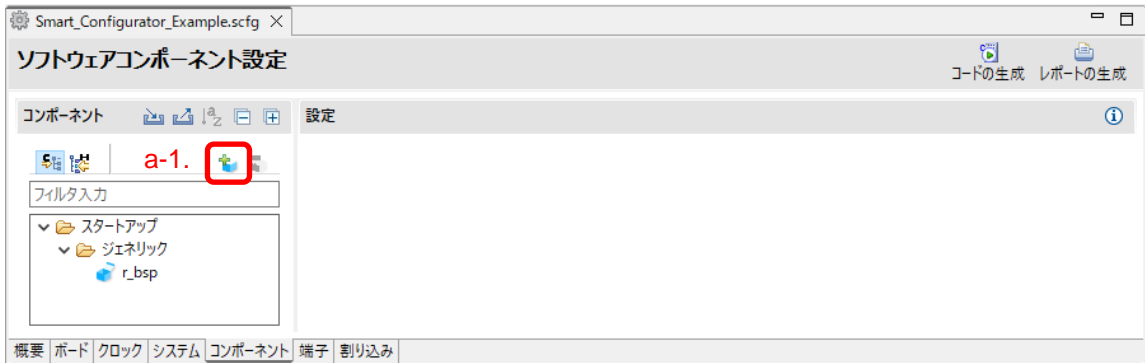 Smart_Configurator_Example.scfg
ソフトウェアコンポーネント設定
コードの生成 レポートの生成
コンポーネント
設定
a-1.
フィルタ入力
スタートアップ
ジェネリック
r_bsp
概要 ボード クロック システム コンポーネント 端子 割り込み